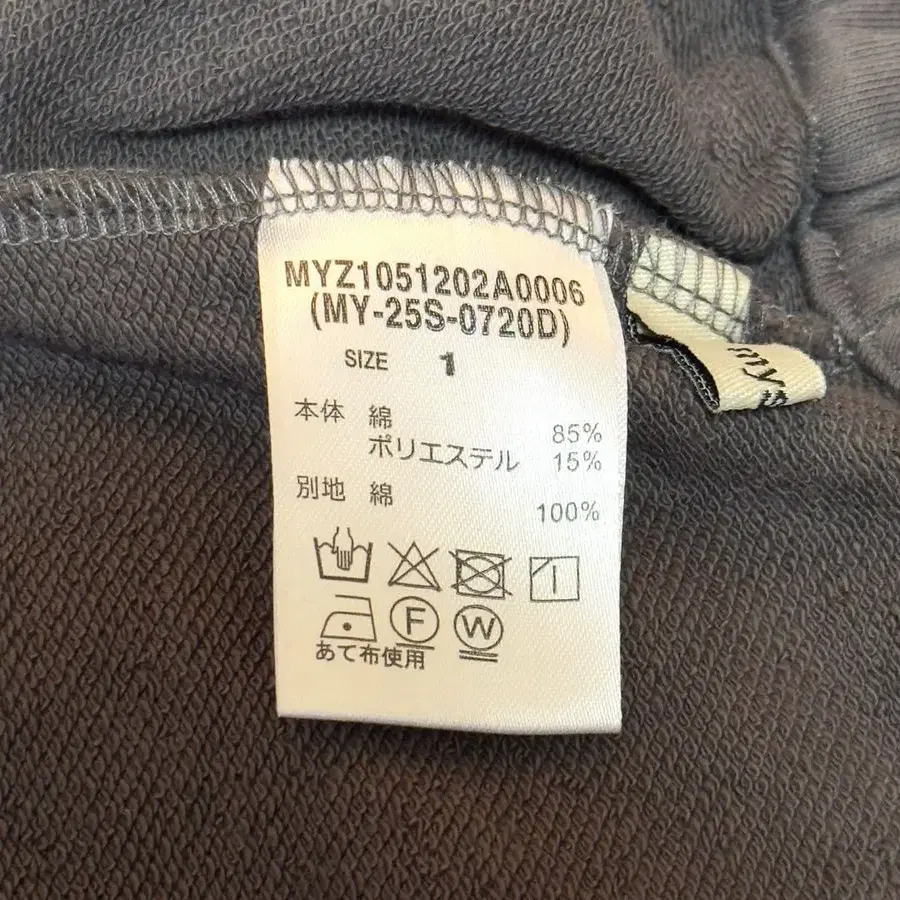 MYZ1051202A0006
(MY-25S-0720D)
SIZE 1
本体 綿 85%
ポリエステル 15%
別地 綿 100%
F W
あて布使用
mys